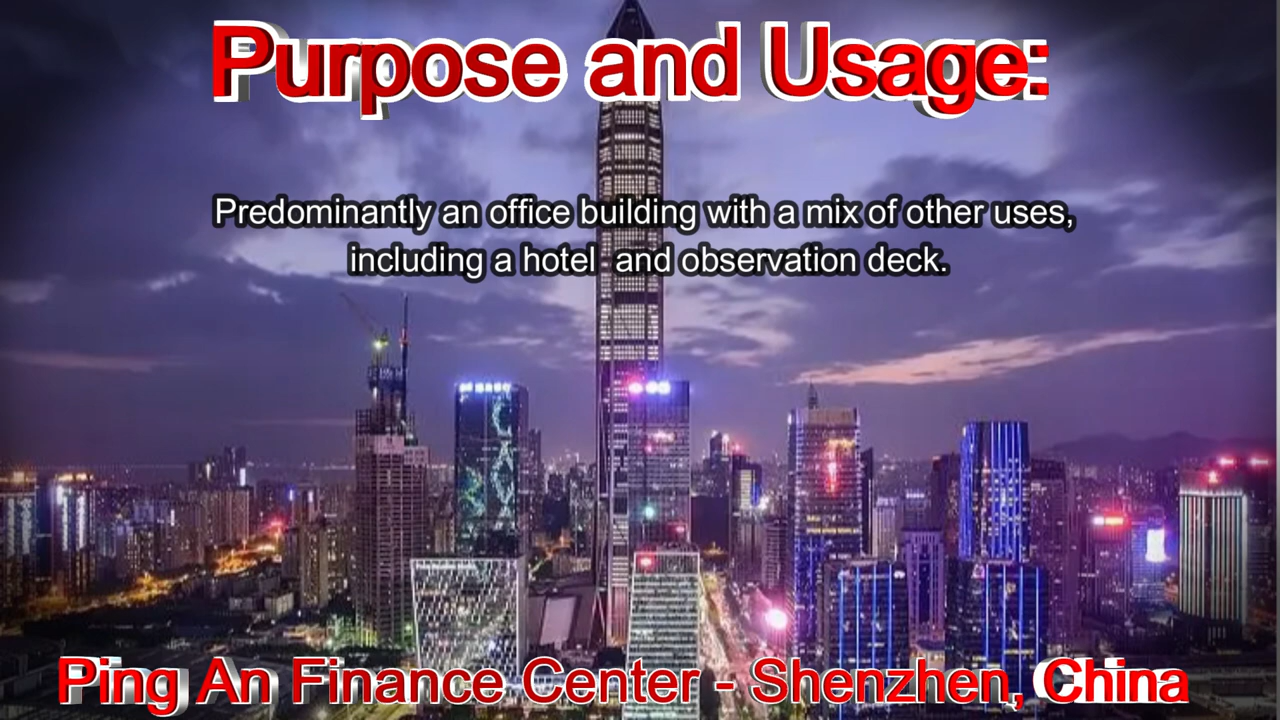 Purpose and Usage:
Predominantly an office building with a mix of other uses,
including a hotel and observation deck.
Ping An Finance Center - Shenzhen, China